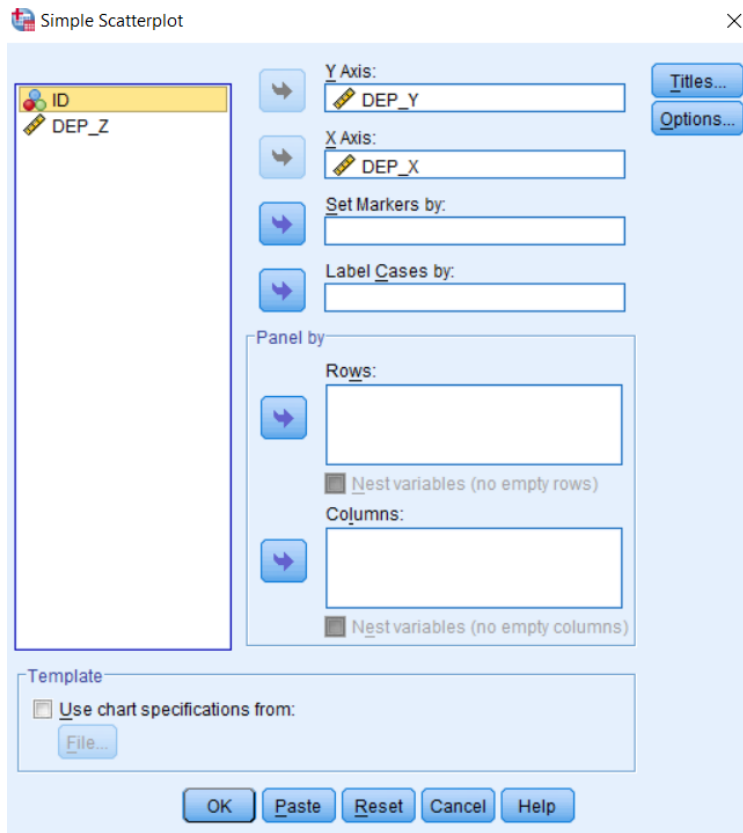 Simple Scatterplot
ID
DEP_Z
Y Axis:
DEP_Y
X Axis:
DEP_X
Set Markers by:
Label Cases by:
Titles...
Options...
Panel by
Rows:
Nest variables (no empty rows)
Columns:
Nest variables (no empty columns)
Template
Use chart specifications from:
File...
OK Paste Reset Cancel Help